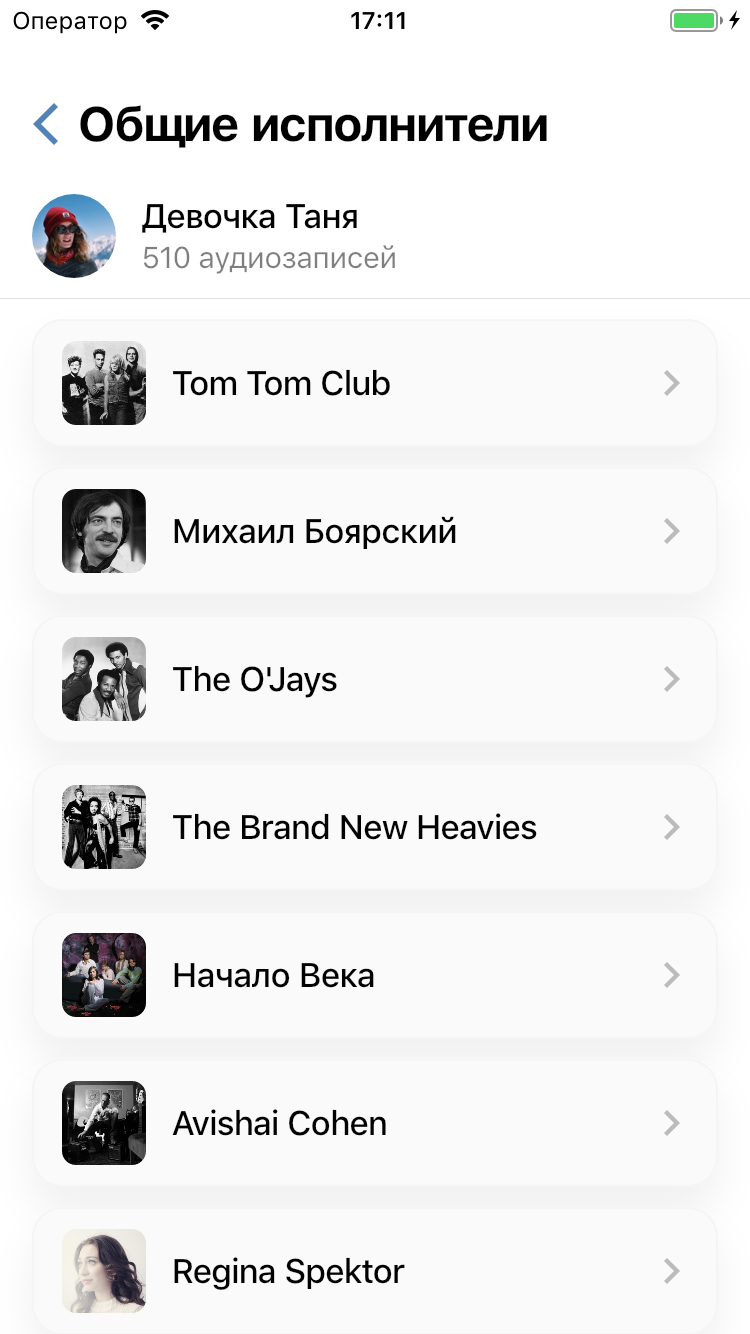 Оператор 17:11
Общие исполнители
Девочка Таня
510 аудиозаписей
Tom Tom Club
Михаил Боярский
The O'Jays
The Brand New Heavies
Начало Века
Avishai Cohen
Regina Spektor